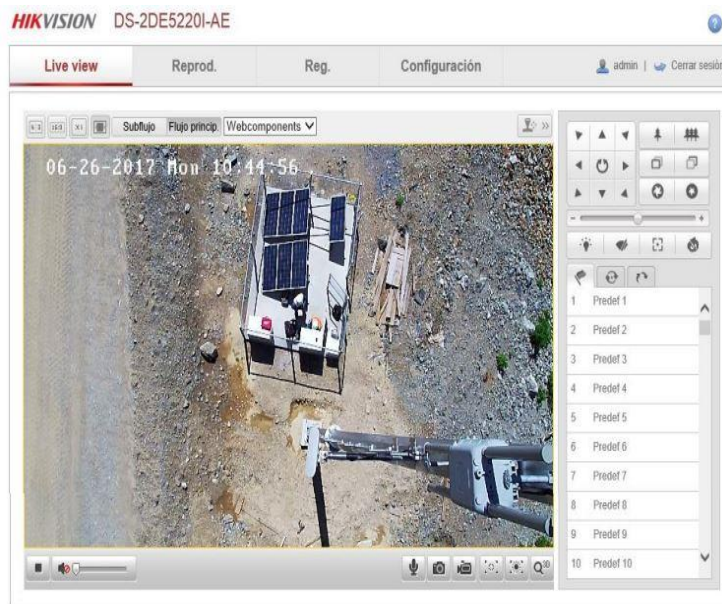 HIKVISION DS-2DE5220I-AE
Live view Reprod. Reg. Configuración admin | Cerrar sesión
Subflujo Flujo princip. Webcomponents
06-26-2017 Mon 10:44:56
1 Predef 1
2 Predef 2
3 Predef 3
4 Predef 4
5 Predef 5
6 Predef 6
7 Predef 7
8 Predef 8
9 Predef 9
10 Predef 10